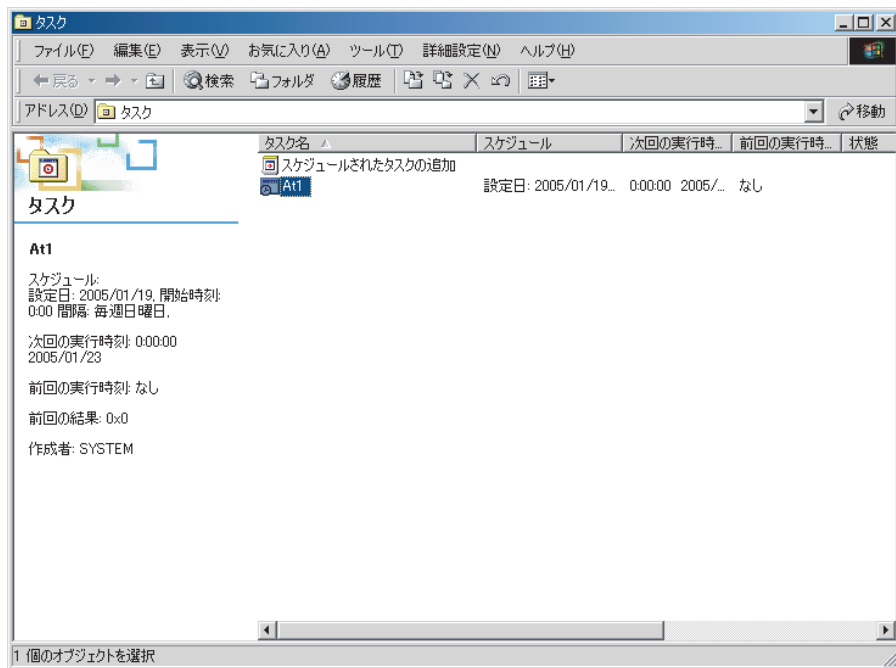 タスク
ファイル(F) 編集(E) 表示(V) お気に入り(A) ツール(T) 詳細設定(N) ヘルプ(H)
戻る 検索 フォルダ 履歴
アドレス(D) タスク 移動
タスク名 スケジュール 次回の実行時... 前回の実行時... 状態
スケジュールされたタスクの追加
At1 設定日: 2005/01/19... 0:00:00 2005/... なし
タスク
At1
スケジュール:
設定日: 2005/01/19, 開始時刻:
0:00 間隔: 毎週日曜日,
次回の実行時刻: 0:00:00
2005/01/23
前回の実行時刻: なし
前回の結果: 0x0
作成者: SYSTEM
1 個のオブジェクトを選択